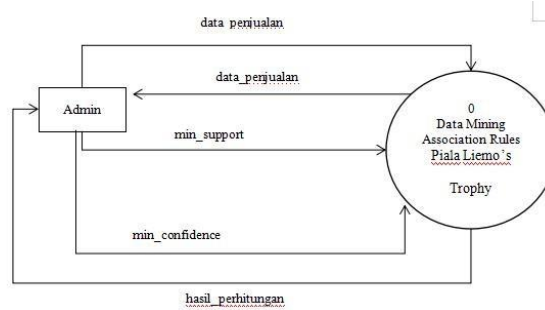 data penjualan
data_penjualan
Admin
min_support
0
Data Mining
Association Rules
Piala Liemo's
Trophy
min_confidence
hasil_perhitungan